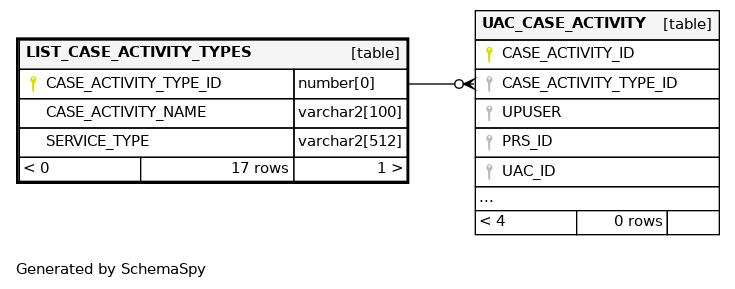 LIST_CASE_ACTIVITY_TYPES [table]
CASE_ACTIVITY_TYPE_ID number[0]
CASE_ACTIVITY_NAME varchar2[100]
SERVICE_TYPE varchar2[512]
< 0 17 rows 1 >
UAC_CASE_ACTIVITY [table]
CASE_ACTIVITY_ID
CASE_ACTIVITY_TYPE_ID
UPUSER
PRS_ID
UAC_ID
...
< 4 0 rows
Generated by SchemaSpy